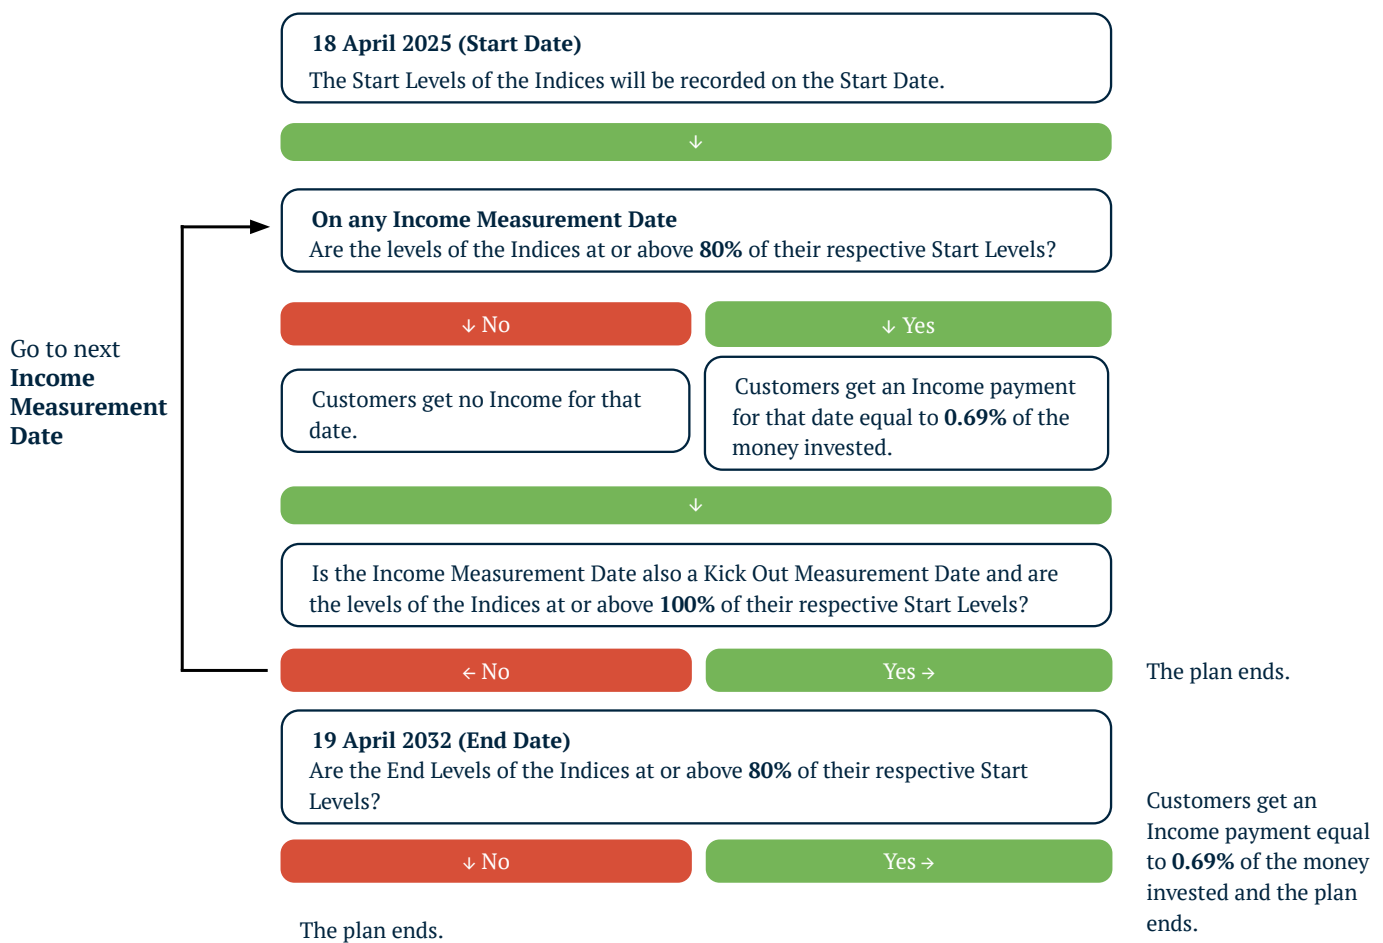 18 April 2025 (Start Date)
The Start Levels of the Indices will be recorded on the Start Date.
↓
On any Income Measurement Date
Are the levels of the Indices at or above 80% of their respective Start Levels?
↓ No
↓ Yes
Go to next
Income
Measurement
Date
Customers get no Income for that
date.
Customers get an Income payment
for that date equal to 0.69% of the
money invested.
↓
Is the Income Measurement Date also a Kick Out Measurement Date and are
the levels of the Indices at or above 100% of their respective Start Levels?
← No
Yes →
The plan ends.
19 April 2032 (End Date)
Are the End Levels of the Indices at or above 80% of their respective Start
Levels?
↓ No
Yes →
Customers get an
Income payment equal
to 0.69% of the money
invested and the plan
ends.
The plan ends.